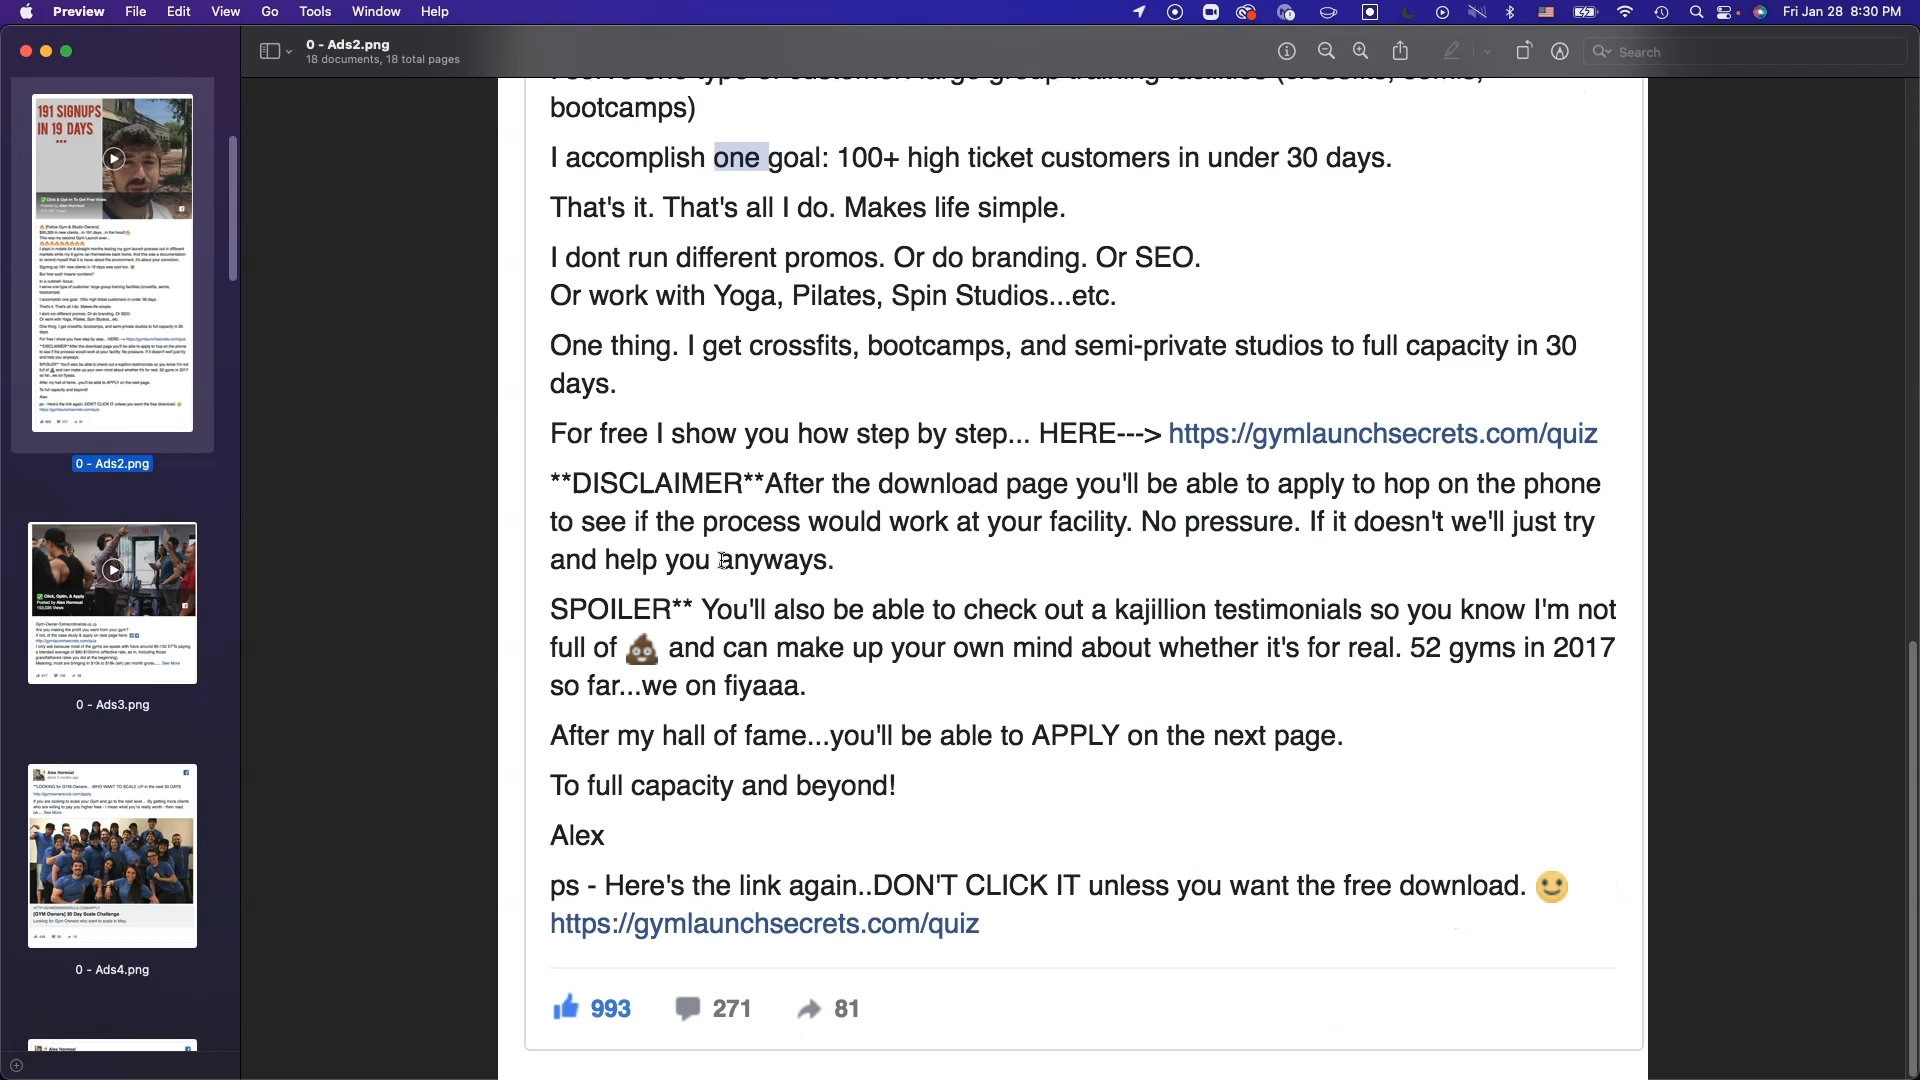 Preview File Edit View Go Tools Window Help
Fri Jan 28 8:30 PM
0 - Ads2.png
18 documents, 18 total pages
Search
191 SIGNUPS
IN 19 DAYS
0 - Ads2.png
0 - Ads3.png
0 - Ads4.png
bootcamps)
I accomplish one goal: 100+ high ticket customers in under 30 days.
That's it. That's all I do. Makes life simple.
I dont run different promos. Or do branding. Or SEO.
Or work with Yoga, Pilates, Spin Studios...etc.
One thing. I get crossfits, bootcamps, and semi-private studios to full capacity in 30
days.
For free I show you how step by step... HERE---> https://gymlaunchsecrets.com/quiz
**DISCLAIMER**After the download page you'll be able to apply to hop on the phone
to see if the process would work at your facility. No pressure. If it doesn't we'll just try
and help you anyways.
SPOILER** You'll also be able to check out a kajillion testimonials so you know I'm not
full of 💩 and can make up your own mind about whether it's for real. 52 gyms in 2017
so far...we on fiyaaa.
After my hall of fame...you'll be able to APPLY on the next page.
To full capacity and beyond!
Alex
ps - Here's the link again..DON'T CLICK IT unless you want the free download. 🙂
https://gymlaunchsecrets.com/quiz
993 271 81